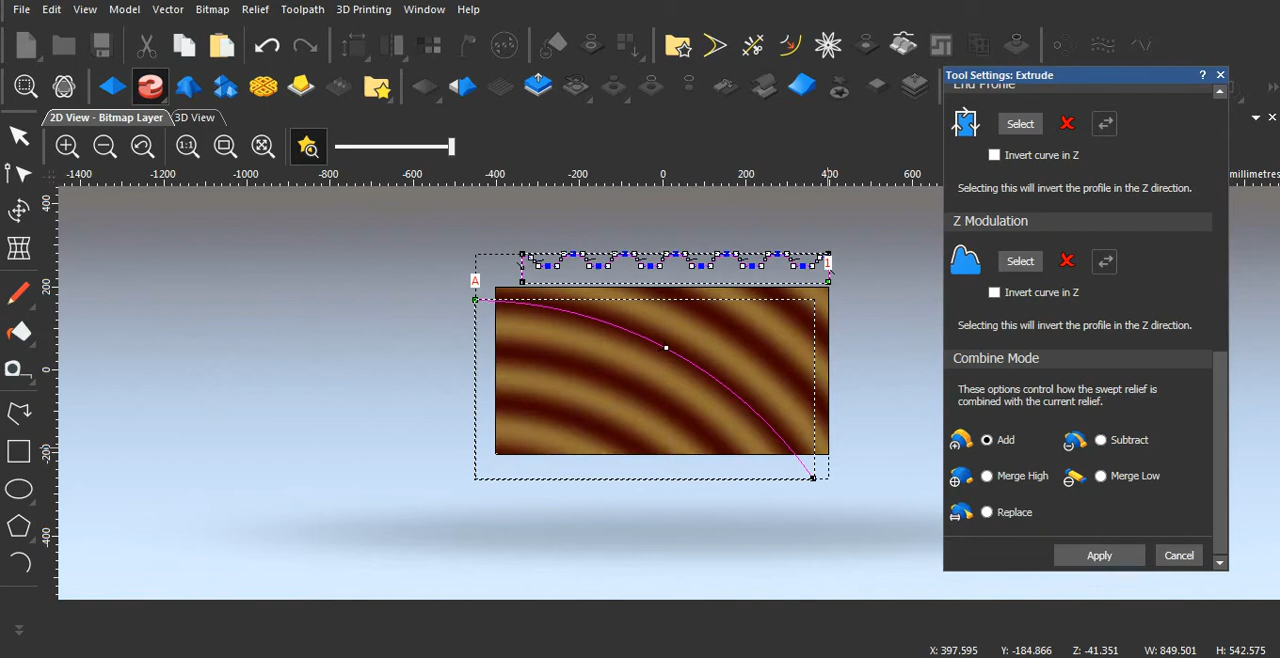 File Edit View Model Vector Bitmap Relief Toolpath 3D Printing Window Help
Tool Settings: Extrude ? ×
End Profile
2D View - Bitmap Layer 3D View
Select
1:1
Invert curve in Z
-1400 -1200 -1000 -800 -600 -400 -200 0 200 400 600 millimetres
Selecting this will invert the profile in the Z direction.
400
200
0
-200
-400
Z Modulation
Select
A
1
Invert curve in Z
Selecting this will invert the profile in the Z direction.
Combine Mode
These options control how the swept relief is
combined with the current relief.
Add Subtract
Merge High Merge Low
Replace
Apply Cancel
X: 397.595 Y: -184.866 Z: -41.351 W: 849.501 H: 542.575